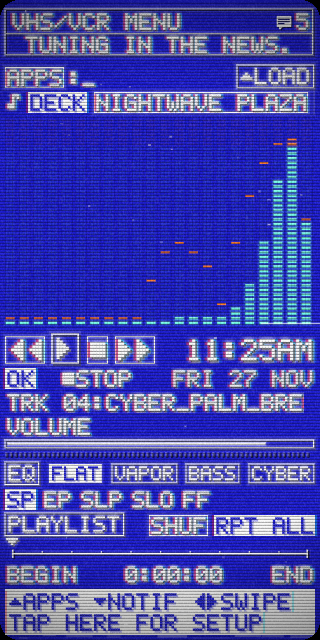 VHS/VCR MENU 5
TUNING IN THE NEWS.
APPS:_ ▲LOAD
DECK NIGHTWAVE PLAZA
11:25AM
OK ■STOP FRI 27 NOV
TRK 04:CYBER_PALM_BRE
VOLUME
EQ FLAT VAPOR BASS CYBER
SP EP SLP SLO FF
PLAYLIST SHUF RPT ALL
BEGIN 0:00:00 END
▲APPS ▼NOTIF ◀▶SWIPE
TAP HERE FOR SETUP